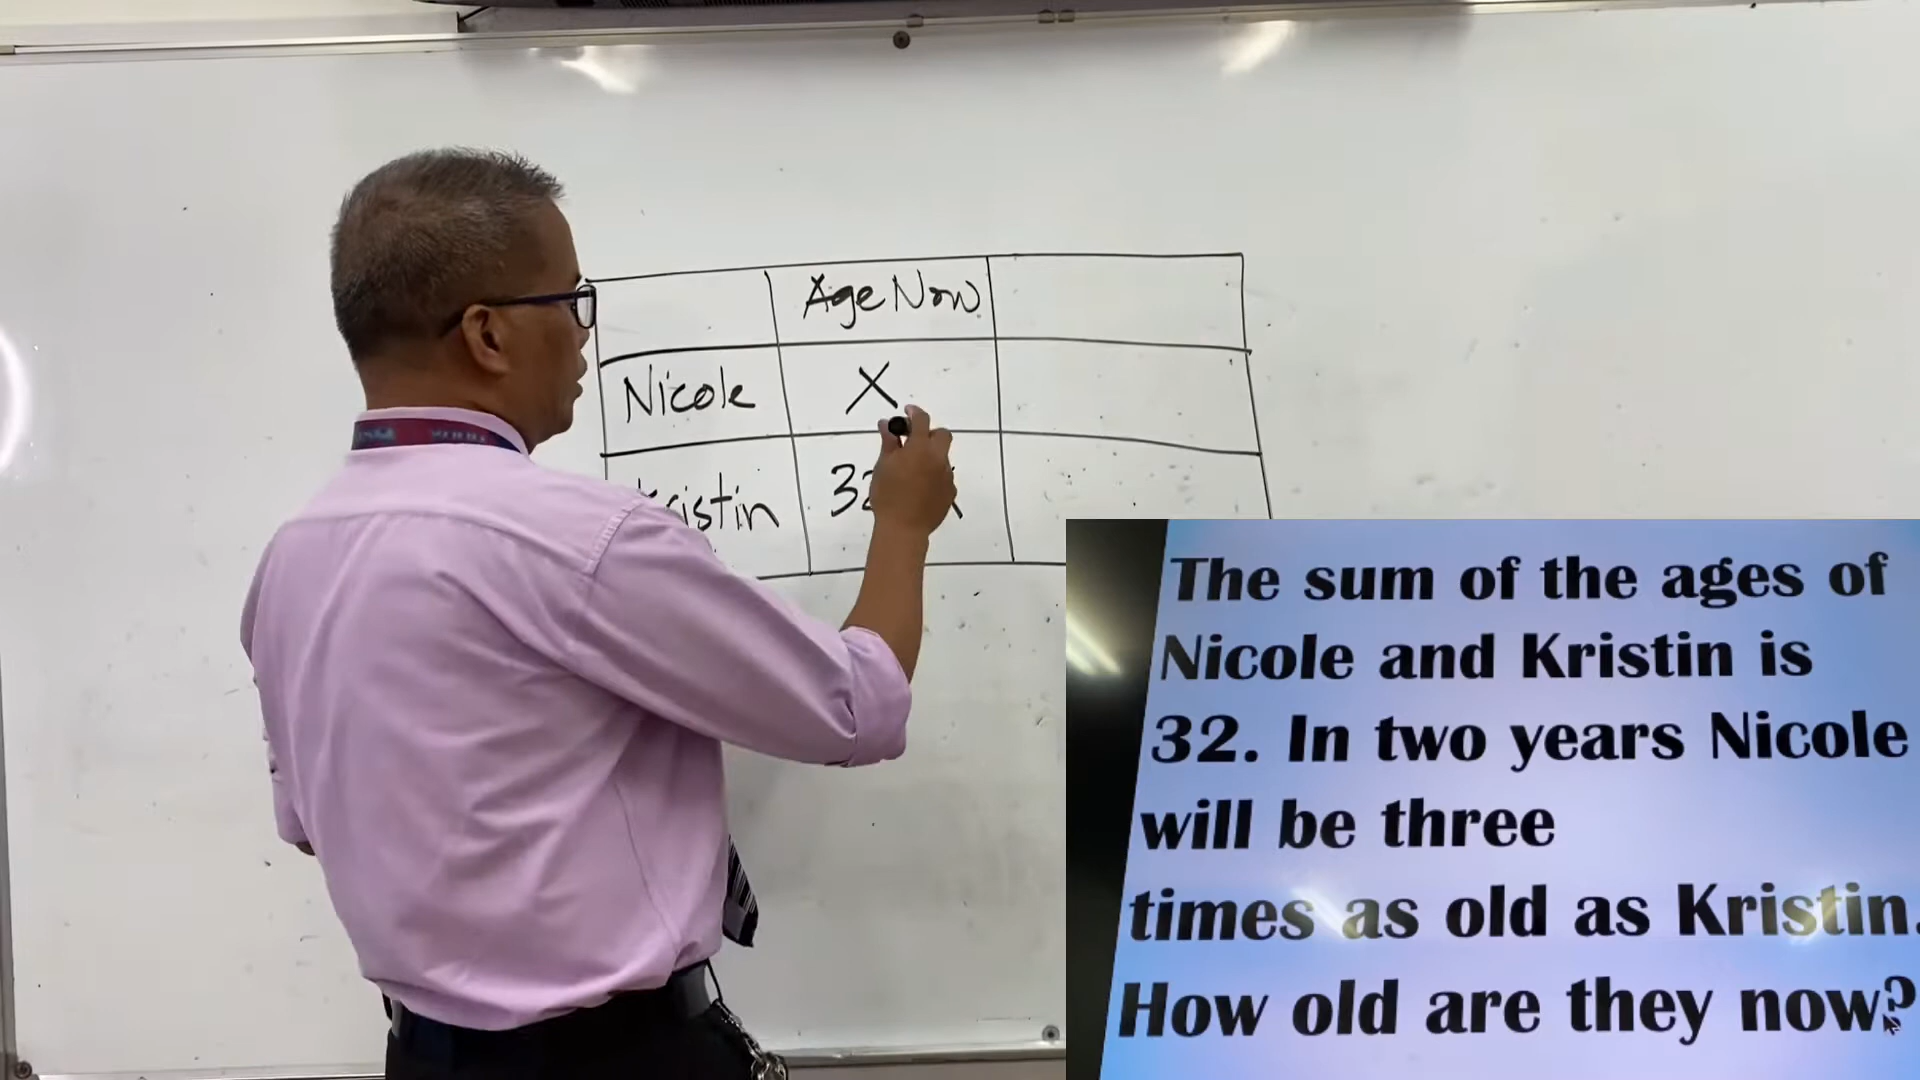 Age Now
Nicole X
Kristin 32
The sum of the ages of
Nicole and Kristin is
32. In two years Nicole
will be three
times as old as Kristin.
How old are they now?